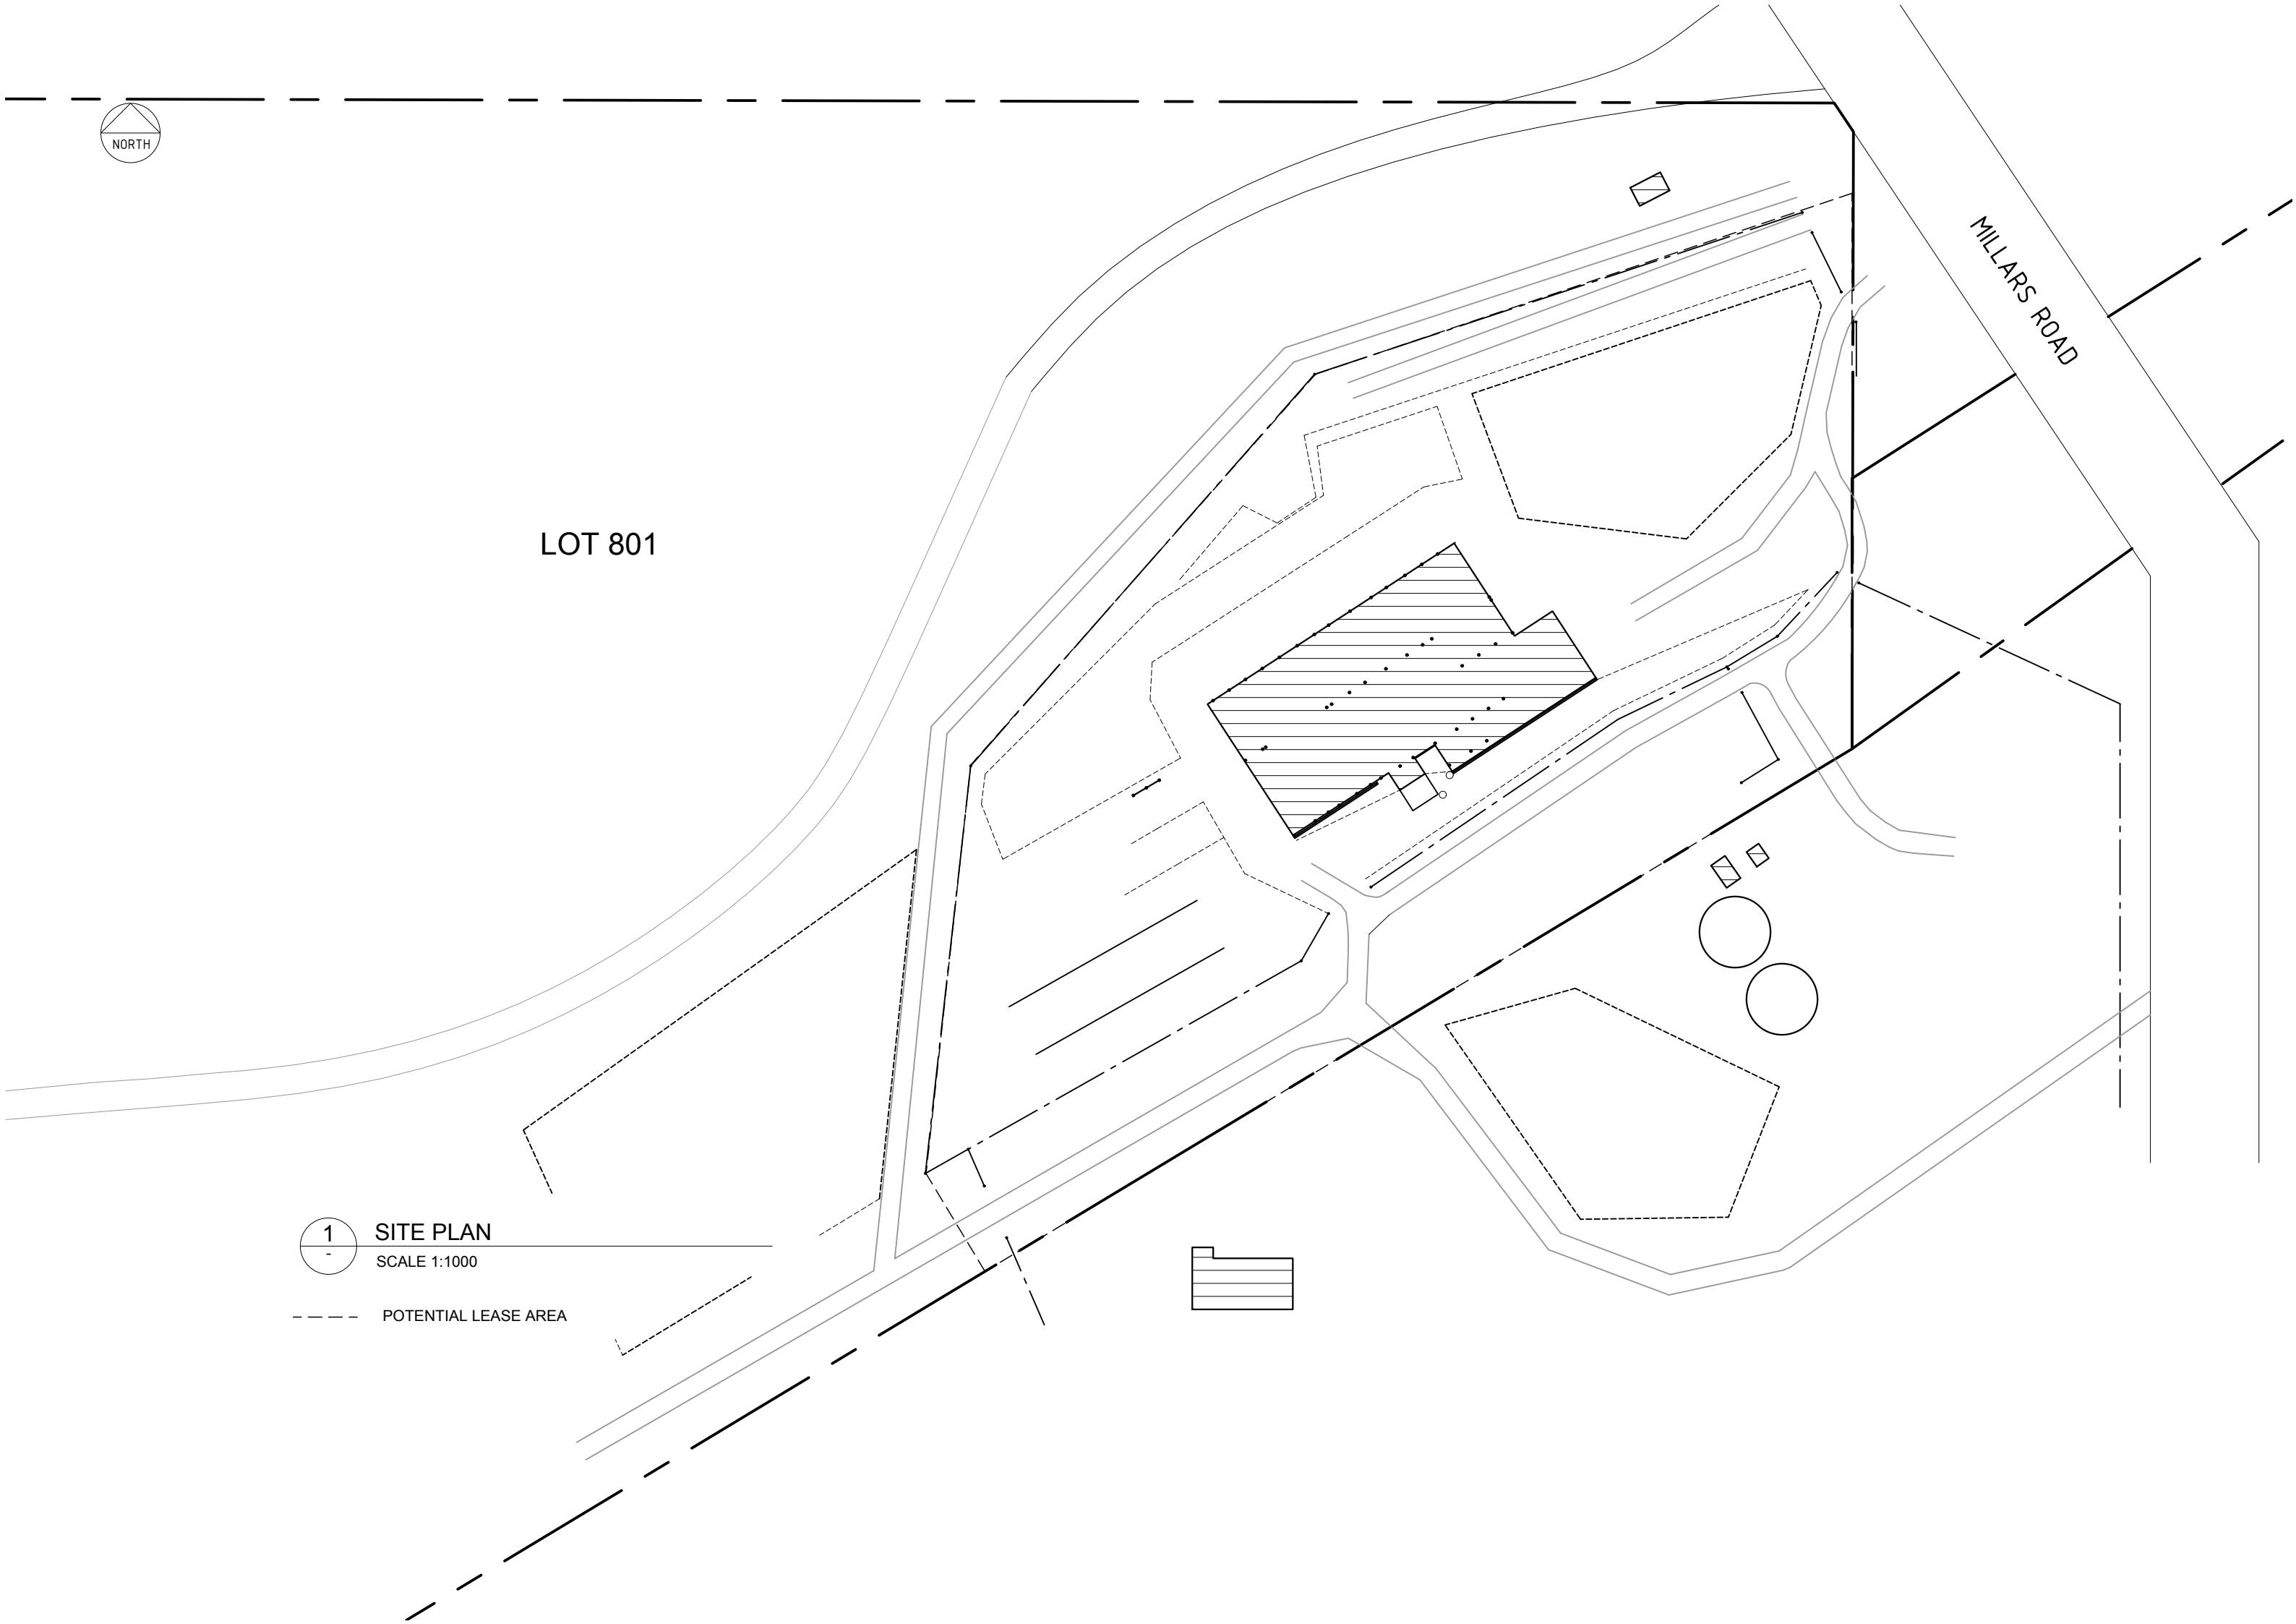 NORTH
MILLARS ROAD
LOT 801
1
-
SITE PLAN
SCALE 1:1000
POTENTIAL LEASE AREA